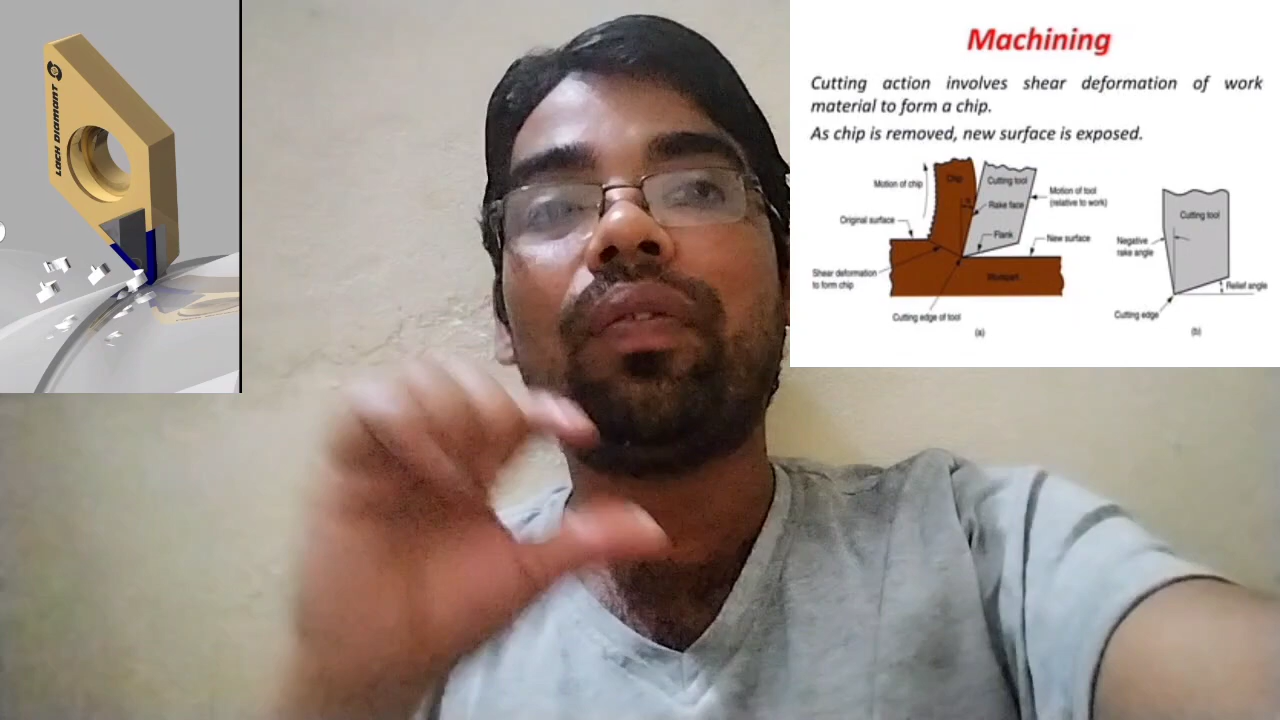 LACH DIAMANT
Machining
Cutting action involves shear deformation of work
material to form a chip.
As chip is removed, new surface is exposed.
Chip
Cutting tool
Motion of chip
Motion of tool
(relative to work)
α
Rake face
Original surface
Flank
New surface
Shear deformation
to form chip
Workpart
Cutting edge of tool
(a)
Cutting tool
Negative
rake angle
Relief angle
Cutting edge
(b)